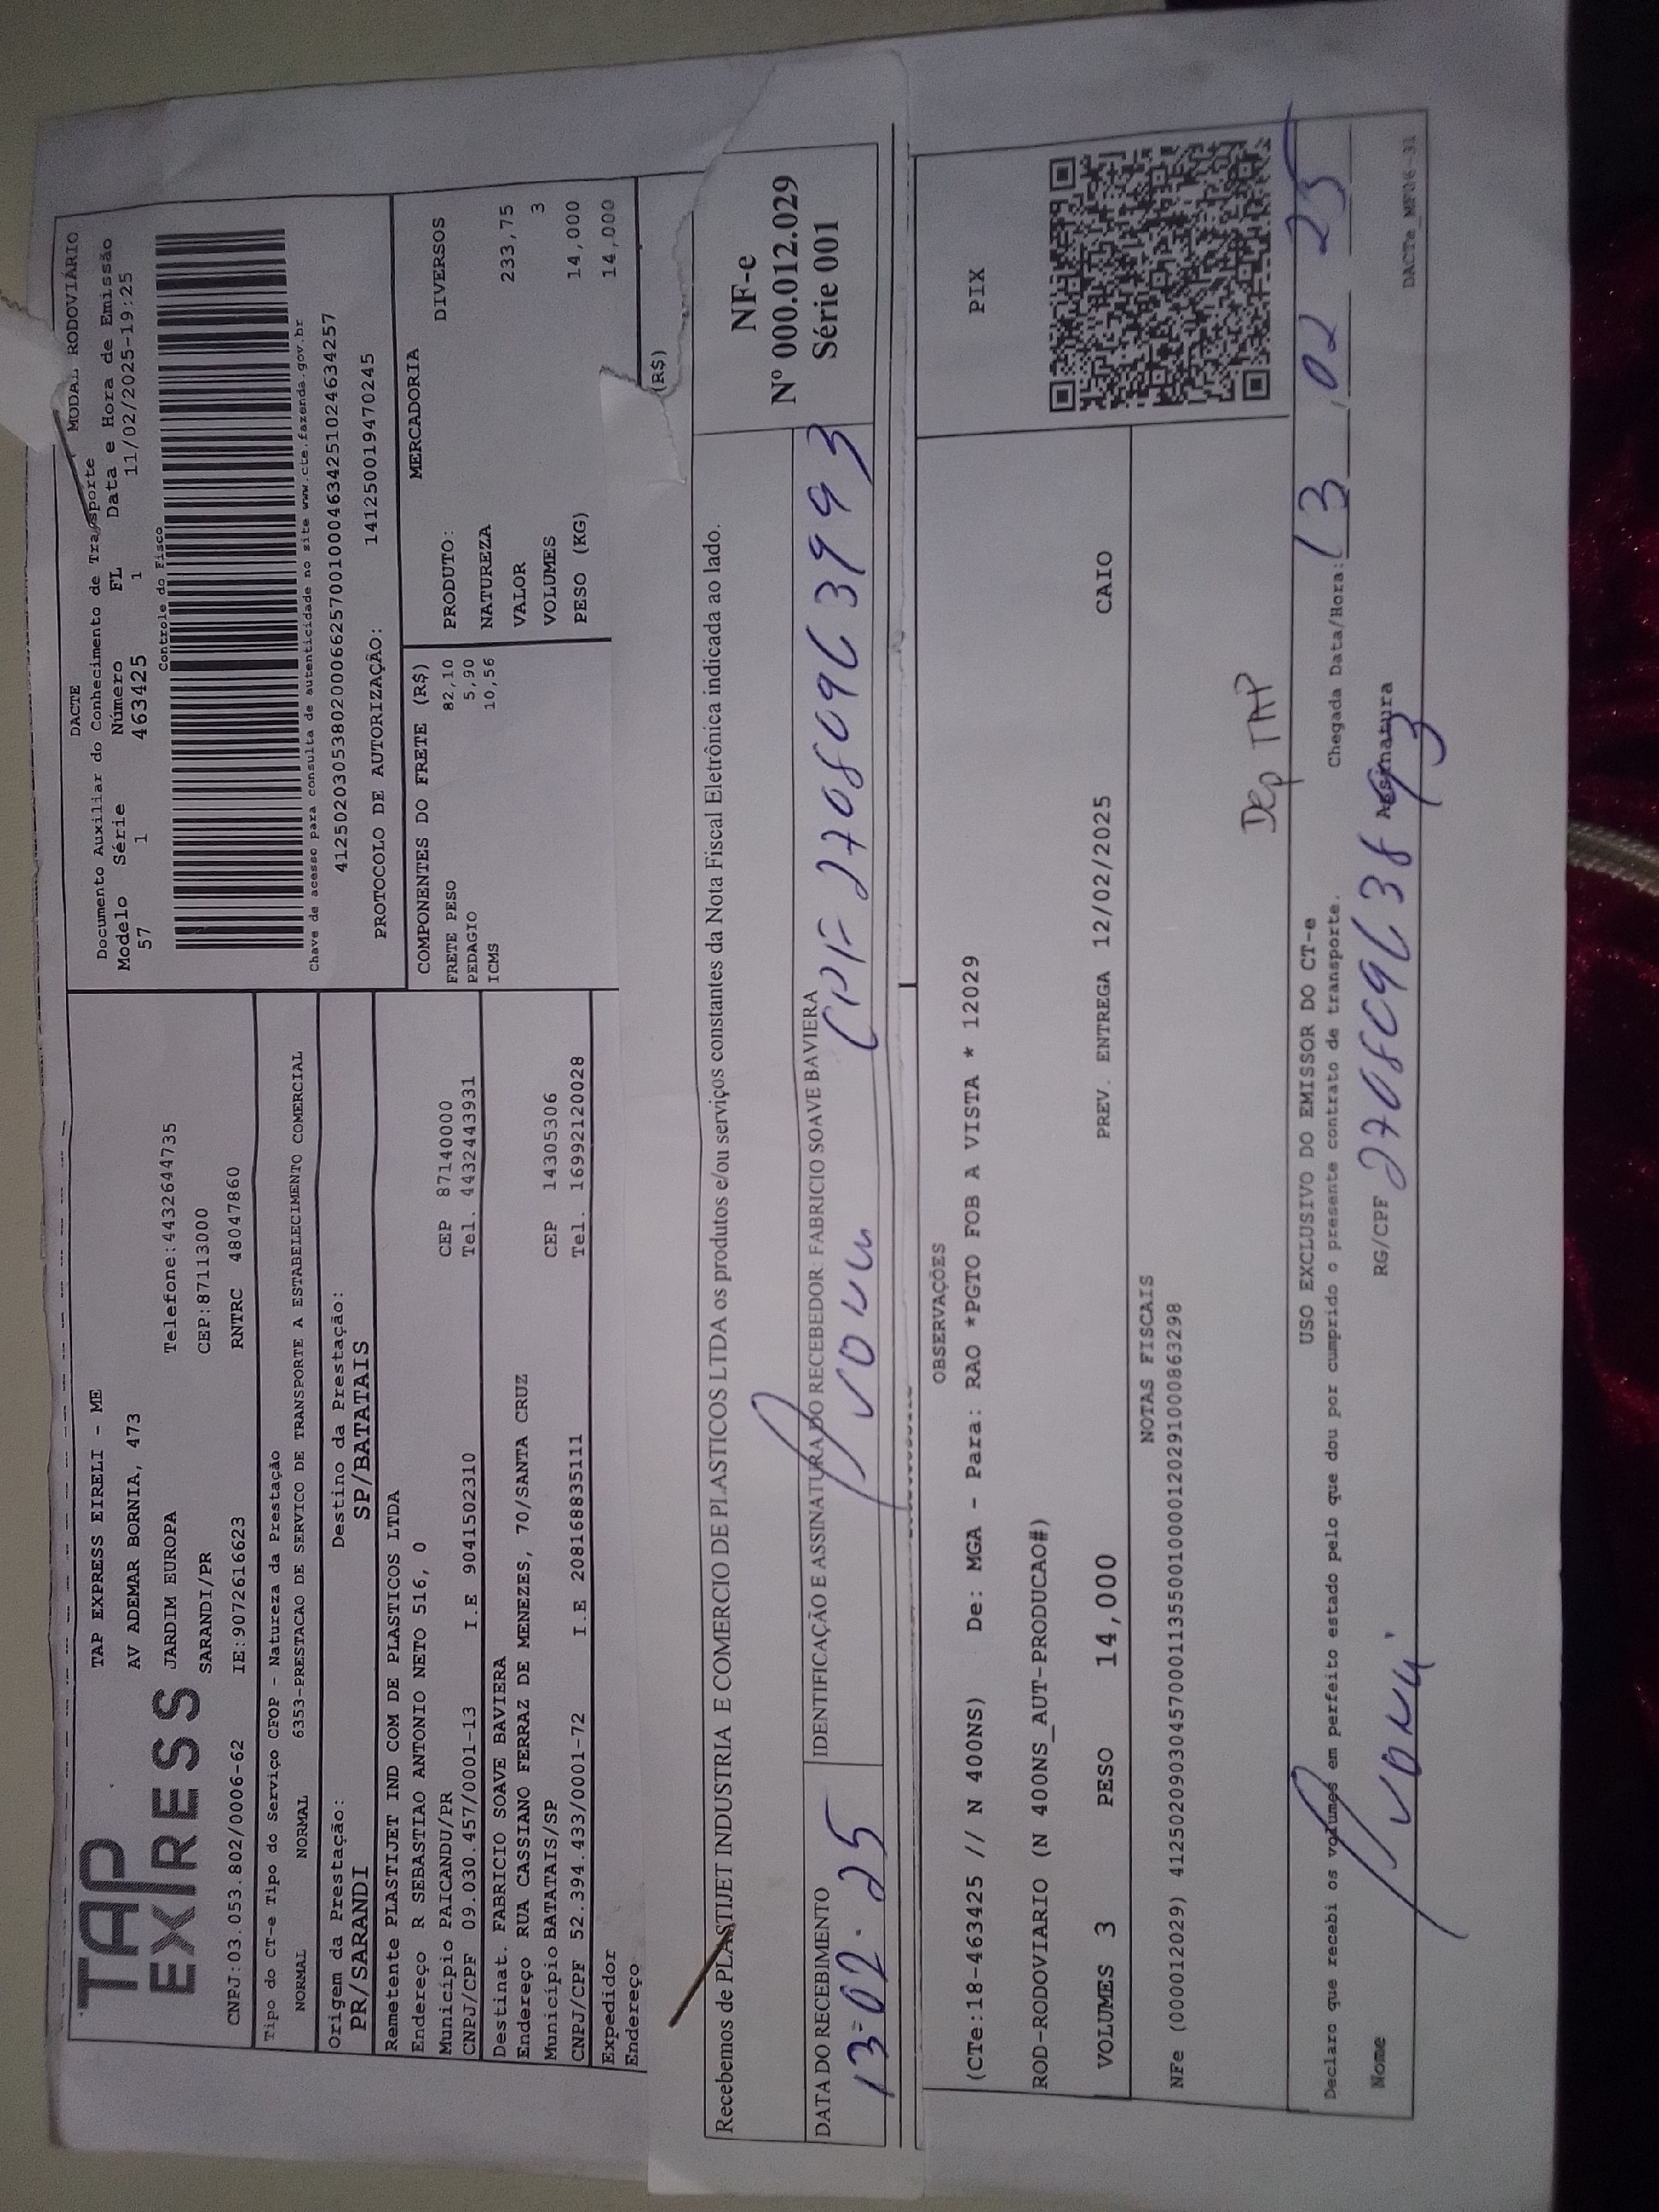 TAP EXPRESS
TAP EXPRESS EIRELI - ME
AV ADEMAR BORNIA, 473
JARDIM EUROPA Telefone:4432644735
SARANDI/PR CEP:87113000
CNPJ:03.053.802/0006-62 IE:9072616623 RNTRC 48047860
DACTE MODAL RODOVIÁRIO
Documento Auxiliar do Conhecimento de Transporte
Modelo Série Número FL Data e Hora de Emissão
57 1 463425 1 11/02/2025-19:25
Controle do Fisco
Chave de acesso para consulta de autenticidade no site www.cte.fazenda.gov.br
41250203053802000662570010004634251024634257
PROTOCOLO DE AUTORIZAÇÃO: 141250019470245
Tipo do CT-e Tipo do Serviço CFOP - Natureza da Prestação
NORMAL NORMAL 6353-PRESTACAO DE SERVICO DE TRANSPORTE A ESTABELECIMENTO COMERCIAL
Origem da Prestação: Destino da Prestação:
PR/SARANDI SP/BATATAIS
Remetente PLASTIJET IND COM DE PLASTICOS LTDA
Endereço R SEBASTIAO ANTONIO NETO 516, 0
Município PAICANDU/PR CEP 87140000
CNPJ/CPF 09.030.457/0001-13 I.E 9041502310 Tel. 4432443931
Destinat. FABRICIO SOAVE BAVIERA
Endereço RUA CASSIANO FERRAZ DE MENEZES, 70/SANTA CRUZ
Município BATATAIS/SP CEP 14305306
CNPJ/CPF 52.394.433/0001-72 I.E 208168835111 Tel. 16992120028
Expedidor
Endereço
COMPONENTES DO FRETE (R$)
FRETE PESO 82,10
PEDAGIO 5,90
ICMS 10,56
MERCADORIA
PRODUTO: DIVERSOS
NATUREZA
VALOR 233,75
VOLUMES 3
PESO (KG) 14,000
14,000
(R$)
Recebemos de PLASTIJET INDUSTRIA E COMERCIO DE PLASTICOS LTDA os produtos e/ou serviços constantes da Nota Fiscal Eletrônica indicada ao lado.
NF-e
Nº 000.012.029
Série 001
DATA DO RECEBIMENTO IDENTIFICAÇÃO E ASSINATURA DO RECEBEDOR: FABRICIO SOAVE BAVIERA
13-02-25 CPF
OBSERVAÇÕES
PIX
(CTe:18-463425 // N 400NS) De: MGA - Para: RAO *PGTO FOB A VISTA * 12029
ROD-RODOVIARIO (N 400NS_AUT-PRODUCAO#)
VOLUMES 3 PESO 14,000 PREV. ENTREGA 12/02/2025 CAIO
NOTAS FISCAIS
NFe (000012029) 41250209030457000113550010000120291000863298
Dep TAP
USO EXCLUSIVO DO EMISSOR DO CT-e
Declaro que recebi os volumes em perfeito estado pelo que dou por cumprido o presente contrato de transporte. Chegada Data/Hora: 13,02 25
Nome RG/CPF Assinatura
DACTe_MP06-31